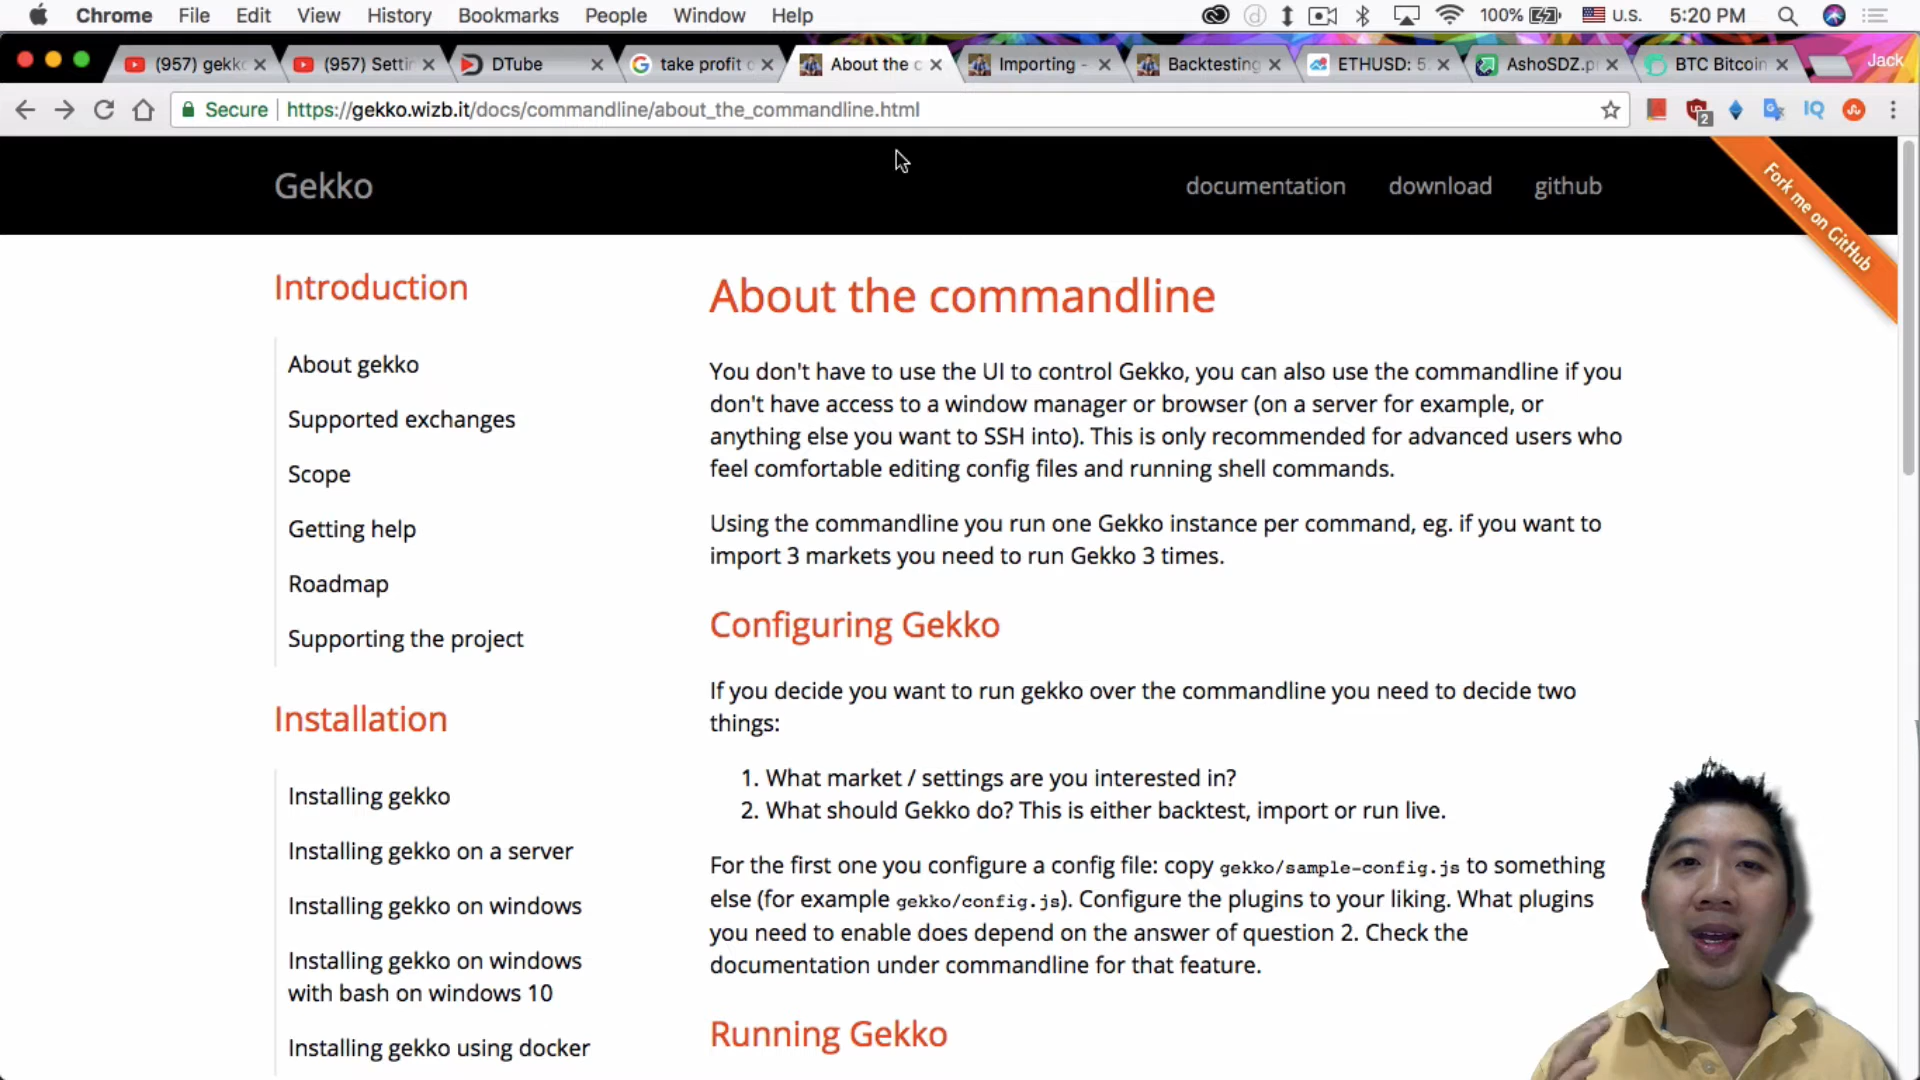 Chrome File Edit View History Bookmarks People Window Help 100% U.S. 5:20 PM
(957) gekko (957) Settin DTube take profit o About the c Importing - Backtesting ETHUSD: 5 AshoSDZ.p BTC Bitcoin Jack
Secure https://gekko.wizb.it/docs/commandline/about_the_commandline.html 2 IQ
Gekko documentation download github
Fork me on GitHub
Introduction
About gekko
Supported exchanges
Scope
Getting help
Roadmap
Supporting the project
Installation
Installing gekko
Installing gekko on a server
Installing gekko on windows
Installing gekko on windows
with bash on windows 10
Installing gekko using docker
About the commandline
You don't have to use the UI to control Gekko, you can also use the commandline if you
don't have access to a window manager or browser (on a server for example, or
anything else you want to SSH into). This is only recommended for advanced users who
feel comfortable editing config files and running shell commands.
Using the commandline you run one Gekko instance per command, eg. if you want to
import 3 markets you need to run Gekko 3 times.
Configuring Gekko
If you decide you want to run gekko over the commandline you need to decide two
things:
1. What market / settings are you interested in?
2. What should Gekko do? This is either backtest, import or run live.
For the first one you configure a config file: copy gekko/sample-config.js to something
else (for example gekko/config.js). Configure the plugins to your liking. What plugins
you need to enable does depend on the answer of question 2. Check the
documentation under commandline for that feature.
Running Gekko